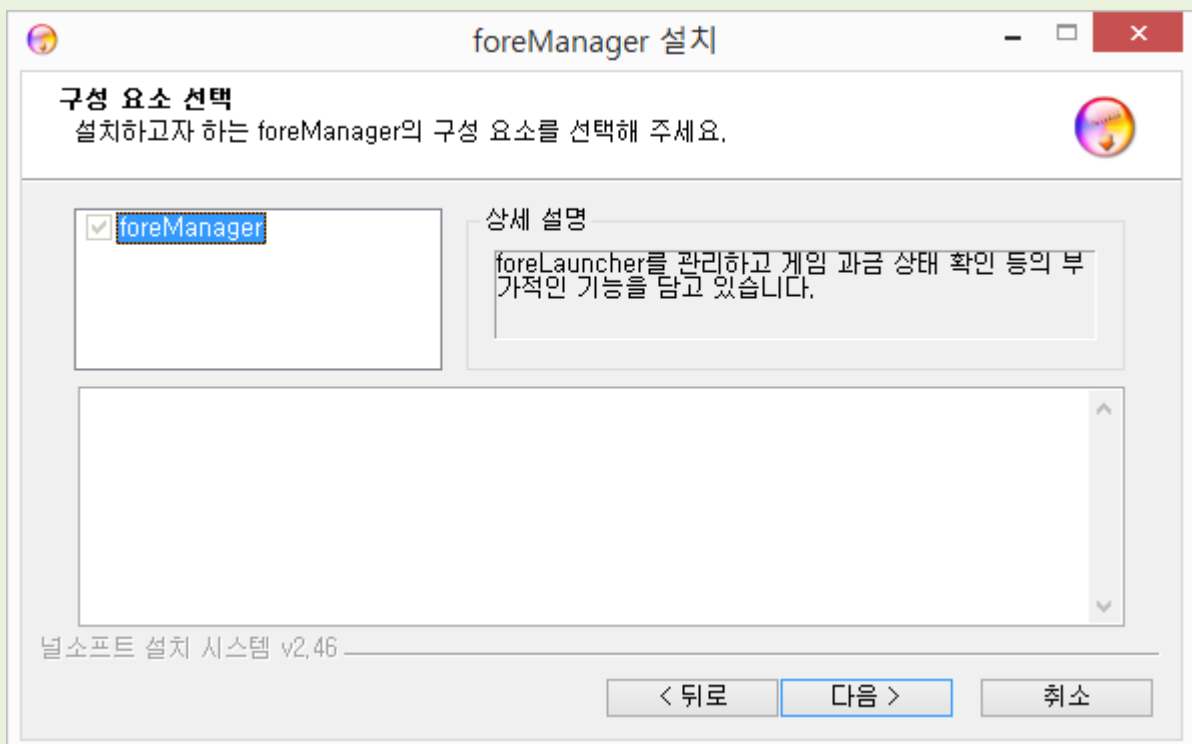 foreManager 설치
구성 요소 선택
설치하고자 하는 foreManager의 구성 요소를 선택해 주세요.
foreManager
상세 설명
foreLauncher를 관리하고 게임 과금 상태 확인 등의 부
가적인 기능을 담고 있습니다.
널소프트 설치 시스템 v2.46
< 뒤로
다음 >
취소